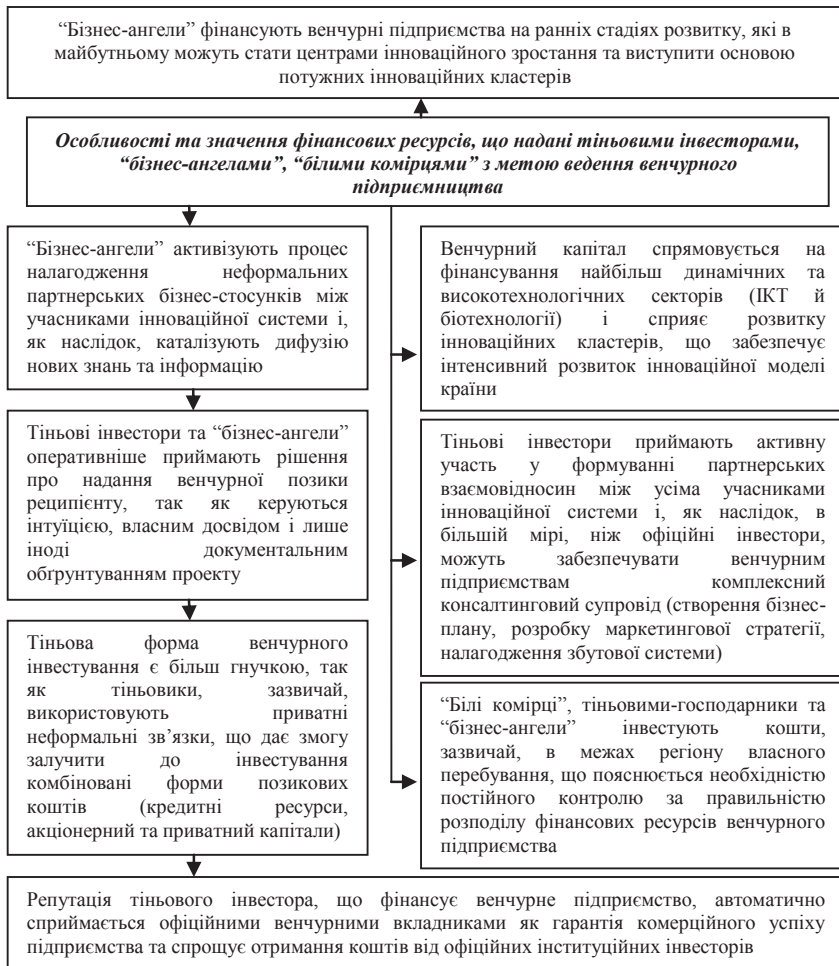 “Бізнес-ангели” фінансують венчурні підприємства на ранніх стадіях розвитку, які в
майбутньому можуть стати центрами інноваційного зростання та виступити основою
потужних інноваційних кластерів
Особливості та значення фінансових ресурсів, що надані тіньовими інвесторами,
“бізнес-ангелами”, “білими комірцями” з метою ведення венчурного
підприємництва
“Бізнес-ангели” активізують процес
налагодження неформальних
партнерських бізнес-стосунків між
учасниками інноваційної системи і,
як наслідок, каталізують дифузію
нових знань та інформацію
Тіньові інвестори та “бізнес-ангели”
оперативніше приймають рішення
про надання венчурної позики
реципієнту, так як керуються
інтуїцією, власним досвідом і лише
іноді документальним
обґрунтуванням проекту
Тіньова форма венчурного
інвестування є більш гнучкою, так
як тіньовики, зазвичай,
використовують приватні
неформальні зв’язки, що дає змогу
залучити до інвестування
комбіновані форми позикових
коштів (кредитні ресурси,
акціонерний та приватний капітали)
Венчурний капітал спрямовується на
фінансування найбільш динамічних та
високотехнологічних секторів (ІКТ й
біотехнології) і сприяє розвитку
інноваційних кластерів, що забезпечує
інтенсивний розвиток інноваційної моделі
країни
Тіньові інвестори приймають активну
участь у формуванні партнерських
взаємовідносин між усіма учасниками
інноваційної системи і, як наслідок, в
більшій мірі, ніж офіційні інвестори,
можуть забезпечувати венчурним
підприємствам комплексний
консалтинговий супровід (створення бізнес-
плану, розробку маркетингової стратегії,
налагодження збутової системи)
“Білі комірці”, тіньовими-господарники та
“бізнес-ангели” інвестують кошти,
зазвичай, в межах регіону власного
перебування, що пояснюється необхідністю
постійного контролю за правильністю
розподілу фінансових ресурсів венчурного
підприємства
Репутація тіньового інвестора, що фінансує венчурне підприємство, автоматично
сприймається офіційними венчурними вкладниками як гарантія комерційного успіху
підприємства та спрощує отримання коштів від офіційних інституційних інвесторів